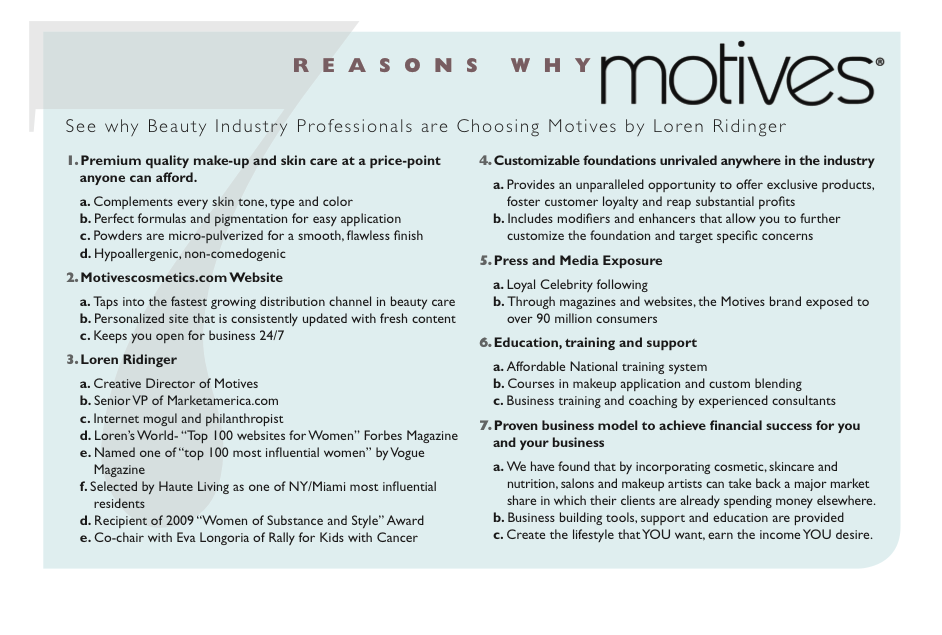 REASONS WHY motives®
See why Beauty Industry Professionals are Choosing Motives by Loren Ridinger
1. Premium quality make-up and skin care at a price-point
anyone can afford.
a. Complements every skin tone, type and color
b. Perfect formulas and pigmentation for easy application
c. Powders are micro-pulverized for a smooth, flawless finish
d. Hypoallergenic, non-comedogenic
2. Motivescosmetics.com Website
a. Taps into the fastest growing distribution channel in beauty care
b. Personalized site that is consistently updated with fresh content
c. Keeps you open for business 24/7
3. Loren Ridinger
a. Creative Director of Motives
b. Senior VP of Marketamerica.com
c. Internet mogul and philanthropist
d. Loren's World- “Top 100 websites for Women” Forbes Magazine
e. Named one of “top 100 most influential women” by Vogue
Magazine
f. Selected by Haute Living as one of NY/Miami most influential
residents
d. Recipient of 2009 “Women of Substance and Style” Award
e. Co-chair with Eva Longoria of Rally for Kids with Cancer
4. Customizable foundations unrivaled anywhere in the industry
a. Provides an unparalleled opportunity to offer exclusive products,
foster customer loyalty and reap substantial profits
b. Includes modifiers and enhancers that allow you to further
customize the foundation and target specific concerns
5. Press and Media Exposure
a. Loyal Celebrity following
b. Through magazines and websites, the Motives brand exposed to
over 90 million consumers
6. Education, training and support
a. Affordable National training system
b. Courses in makeup application and custom blending
c. Business training and coaching by experienced consultants
7. Proven business model to achieve financial success for you
and your business
a. We have found that by incorporating cosmetic, skincare and
nutrition, salons and makeup artists can take back a major market
share in which their clients are already spending money elsewhere.
b. Business building tools, support and education are provided
c. Create the lifestyle that YOU want, earn the income YOU desire.